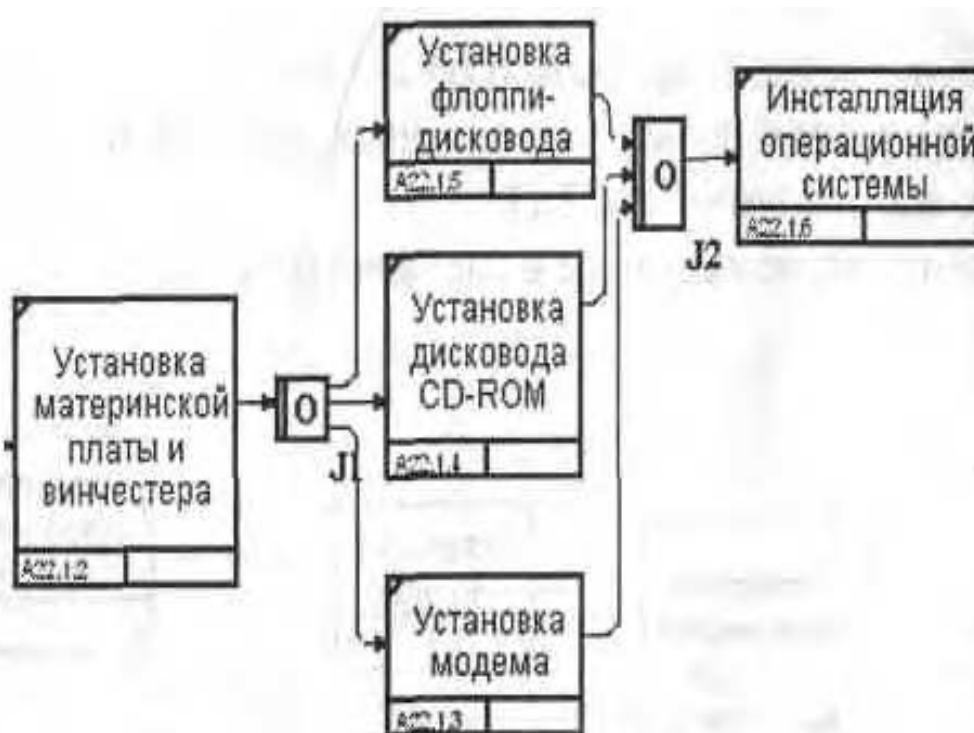 Установка
флоппи-
дисковода
A22.1.5
O
J2
Инсталляция
операционной
системы
A22.1.6
Установка
материнской
платы и
винчестера
A22.1.2
O
J1
Установка
дисковода
CD-ROM
A22.1.4
Установка
модема
A22.1.3